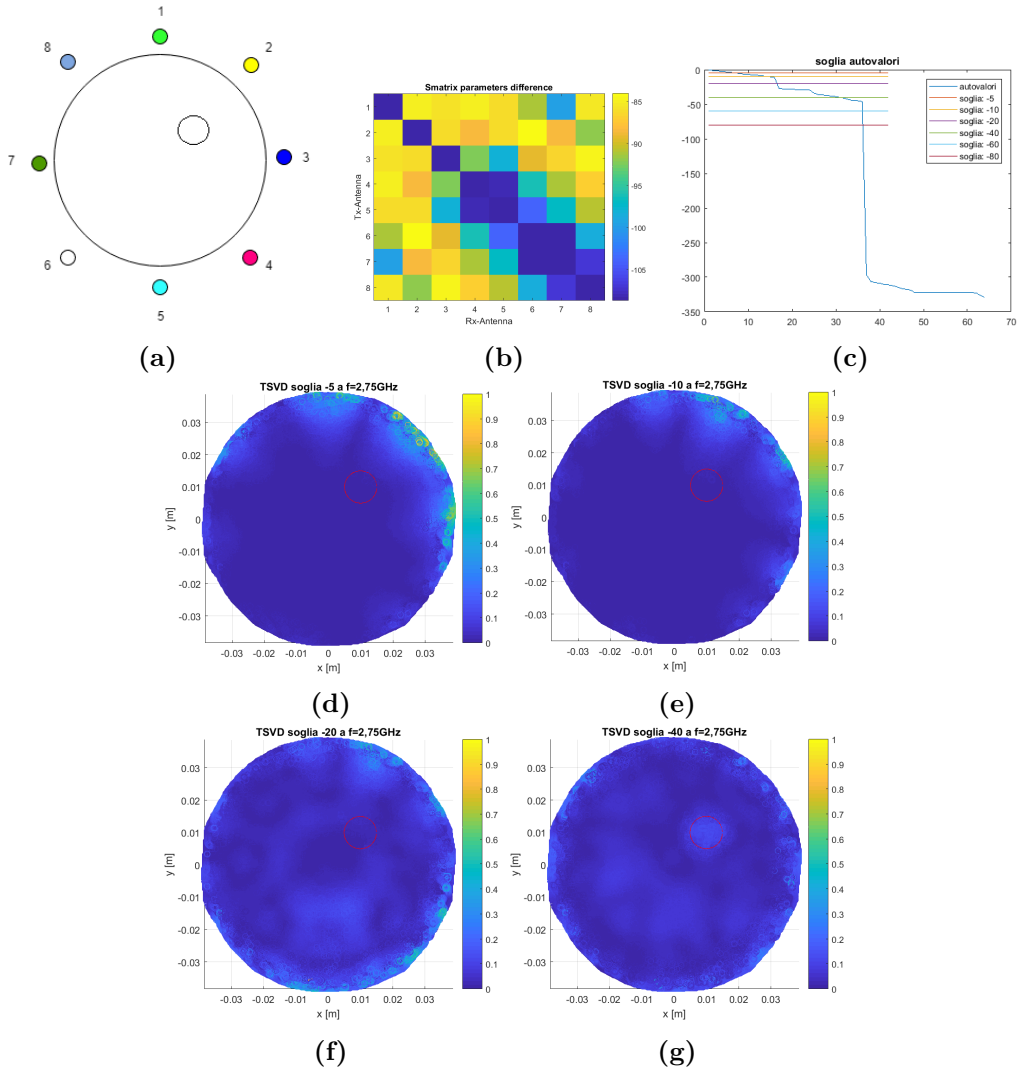 1
8
2
7
3
6
4
5
(a)
Smatrix parameters difference
Tx-Antenna
1
2
3
4
5
6
7
8
1 2 3 4 5 6 7 8
Rx-Antenna
-85
-90
-95
-100
-105
(b)
soglia autovalori
0
-50
-100
-150
-200
-250
-300
-350
0 10 20 30 40 50 60 70
autovalori
soglia: -5
soglia: -10
soglia: -20
soglia: -40
soglia: -60
soglia: -80
(c)
TSVD soglia -5 a f=2,75GHz
y [m]
0.03
0.02
0.01
0
-0.01
-0.02
-0.03
-0.03 -0.02 -0.01 0 0.01 0.02 0.03
x [m]
1
0.9
0.8
0.7
0.6
0.5
0.4
0.3
0.2
0.1
0
(d)
TSVD soglia -10 a f=2,75GHz
y [m]
0.03
0.02
0.01
0
-0.01
-0.02
-0.03
-0.03 -0.02 -0.01 0 0.01 0.02 0.03
x [m]
1
0.9
0.8
0.7
0.6
0.5
0.4
0.3
0.2
0.1
0
(e)
TSVD soglia -20 a f=2,75GHz
y [m]
0.03
0.02
0.01
0
-0.01
-0.02
-0.03
-0.03 -0.02 -0.01 0 0.01 0.02 0.03
x [m]
1
0.9
0.8
0.7
0.6
0.5
0.4
0.3
0.2
0.1
0
(f)
TSVD soglia -40 a f=2,75GHz
y [m]
0.03
0.02
0.01
0
-0.01
-0.02
-0.03
-0.03 -0.02 -0.01 0 0.01 0.02 0.03
x [m]
1
0.9
0.8
0.7
0.6
0.5
0.4
0.3
0.2
0.1
0
(g)